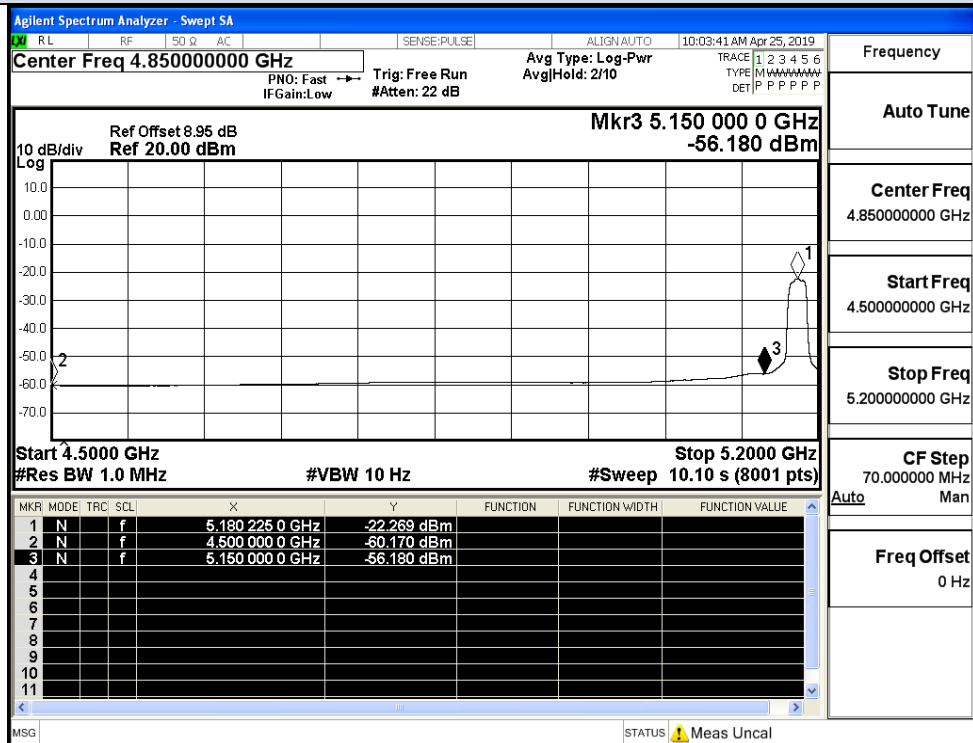 Agilent Spectrum Analyzer - Swept SA
LXI RL RF 50 Ω AC SENSE:PULSE ALIGN AUTO 10:03:41 AM Apr 25, 2019
Center Freq 4.850000000 GHz
PNO: Fast
IFGain:Low
Trig: Free Run
#Atten: 22 dB
Avg Type: Log-Pwr
Avg|Hold: 2/10
TRACE 1 2 3 4 5 6
TYPE M WWWWW
DET P P P P P P
Ref Offset 8.95 dB
Ref 20.00 dBm
10 dB/div
Log
Mkr3 5.150 000 0 GHz
-56.180 dBm
10.0
0.00
-10.0
-20.0
-30.0
-40.0
-50.0
-60.0
-70.0
1
2
3
Start 4.5000 GHz Stop 5.2000 GHz
#Res BW 1.0 MHz #VBW 10 Hz #Sweep 10.10 s (8001 pts)
MKR MODE TRC SCL X Y FUNCTION FUNCTION WIDTH FUNCTION VALUE
1 N f 5.180 225 0 GHz -22.269 dBm
2 N f 4.500 000 0 GHz -60.170 dBm
3 N f 5.150 000 0 GHz -56.180 dBm
4
5
6
7
8
9
10
11
MSG STATUS Meas Uncal
Frequency
Auto Tune
Center Freq
4.850000000 GHz
Start Freq
4.500000000 GHz
Stop Freq
5.200000000 GHz
CF Step
70.000000 MHz
Auto Man
Freq Offset
0 Hz